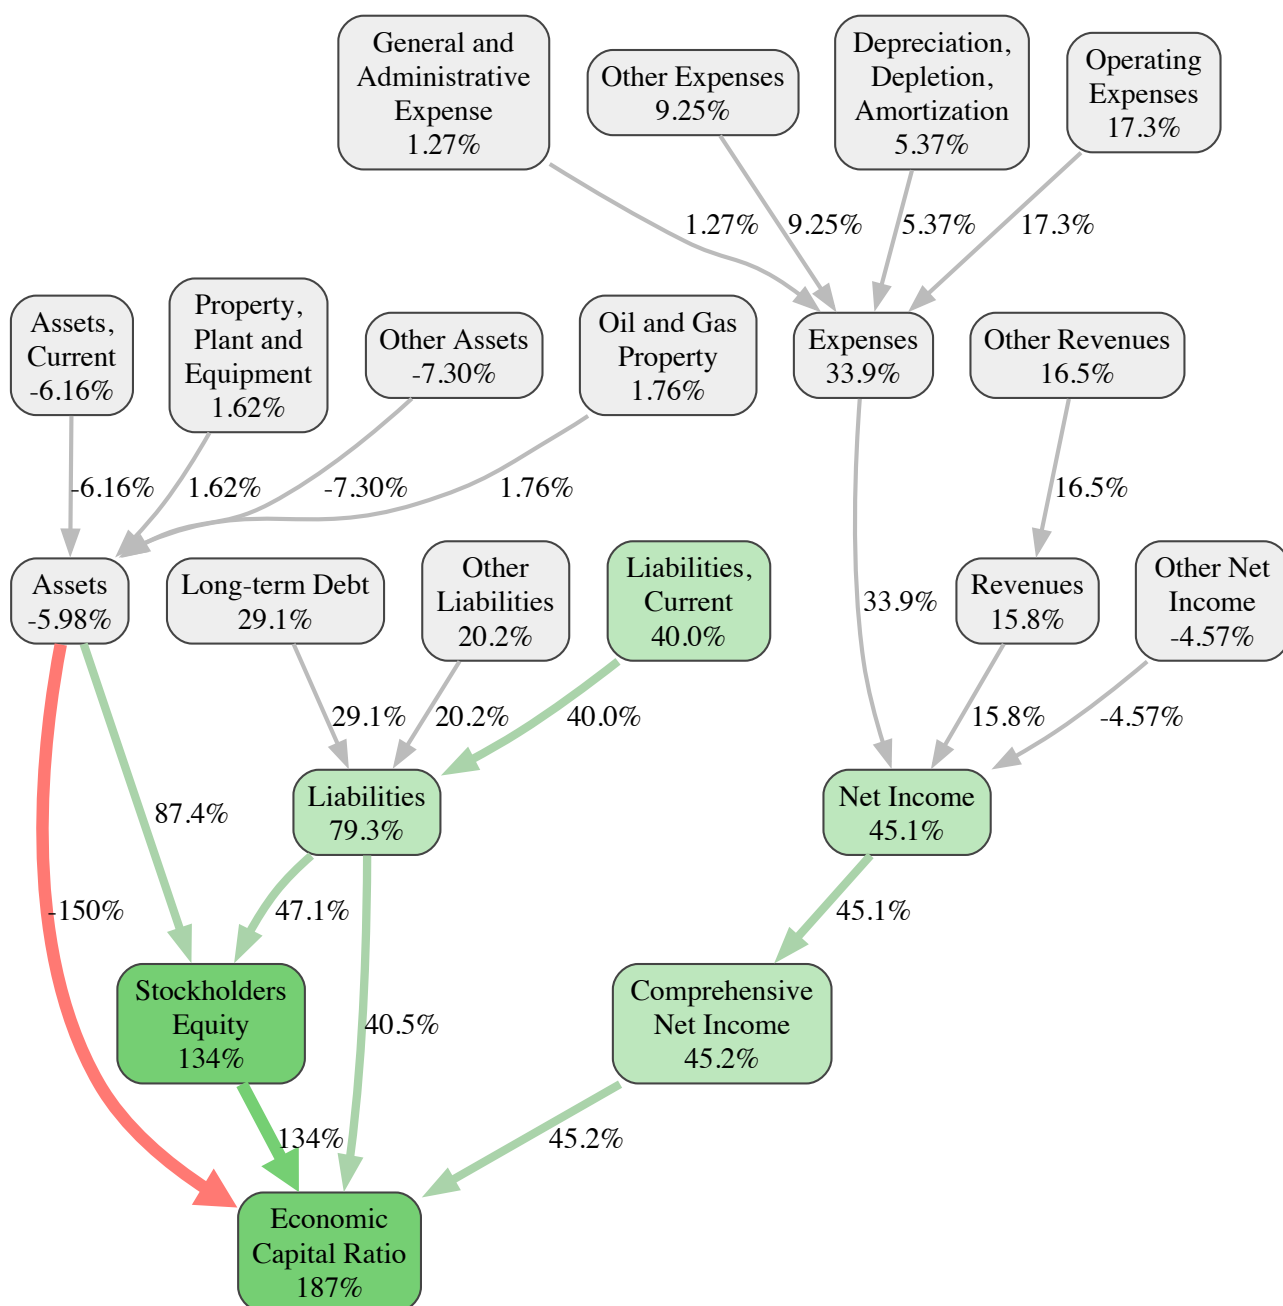 General and
Administrative
Expense
1.27%
Other Expenses
9.25%
Depreciation,
Depletion,
Amortization
5.37%
Operating
Expenses
17.3%
1.27%
9.25%
5.37%
17.3%
Assets,
Current
-6.16%
Property,
Plant and
Equipment
1.62%
Other Assets
-7.30%
Oil and Gas
Property
1.76%
Expenses
33.9%
Other Revenues
16.5%
-6.16%
1.62%
-7.30%
1.76%
16.5%
Assets
-5.98%
Long-term Debt
29.1%
Other
Liabilities
20.2%
Liabilities,
Current
40.0%
33.9%
Revenues
15.8%
Other Net
Income
-4.57%
29.1%
20.2%
40.0%
15.8%
-4.57%
87.4%
Liabilities
79.3%
Net Income
45.1%
-150%
47.1%
45.1%
Stockholders
Equity
134%
40.5%
Comprehensive
Net Income
45.2%
134%
45.2%
Economic
Capital Ratio
187%